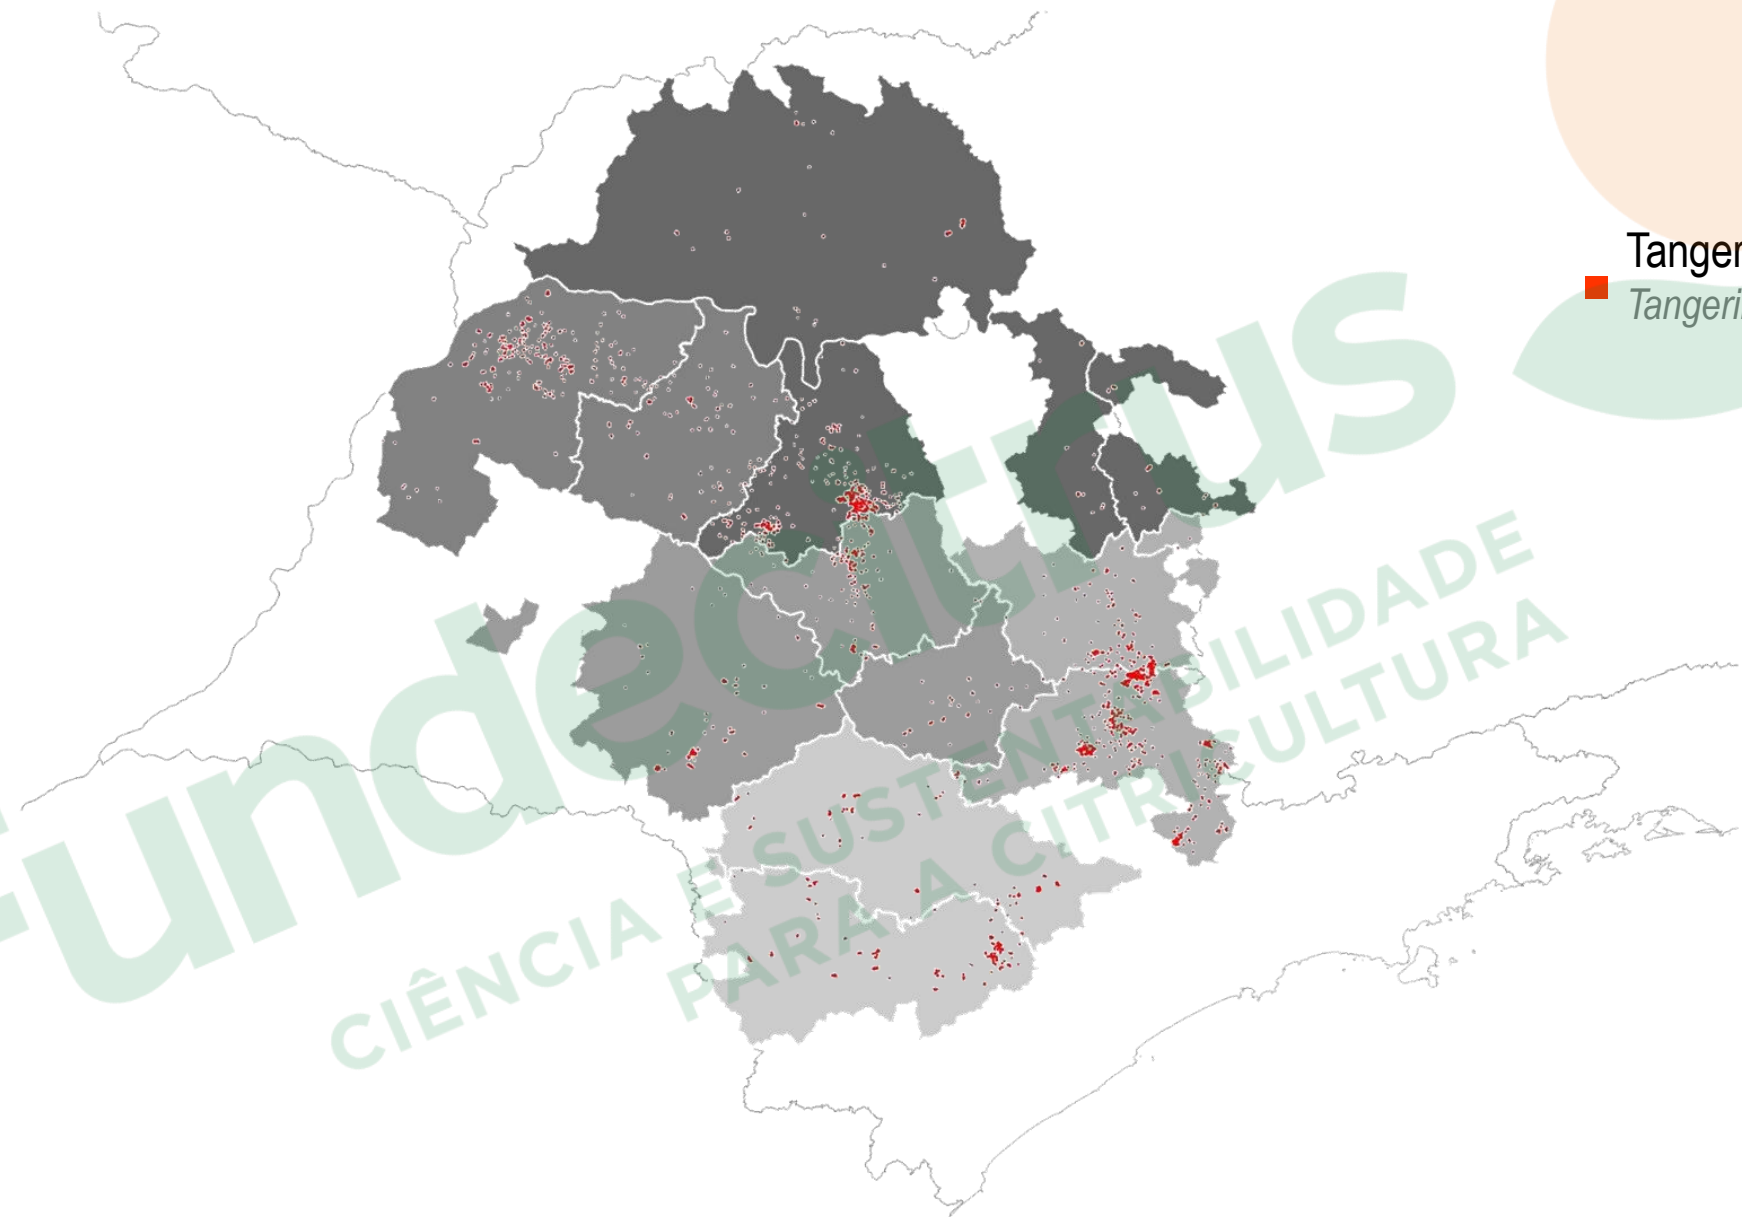 Tanger
Tangeri
Fundecitrus
CIÊNCIA E SUSTENTABILIDADE
PARA A CITRICULTURA